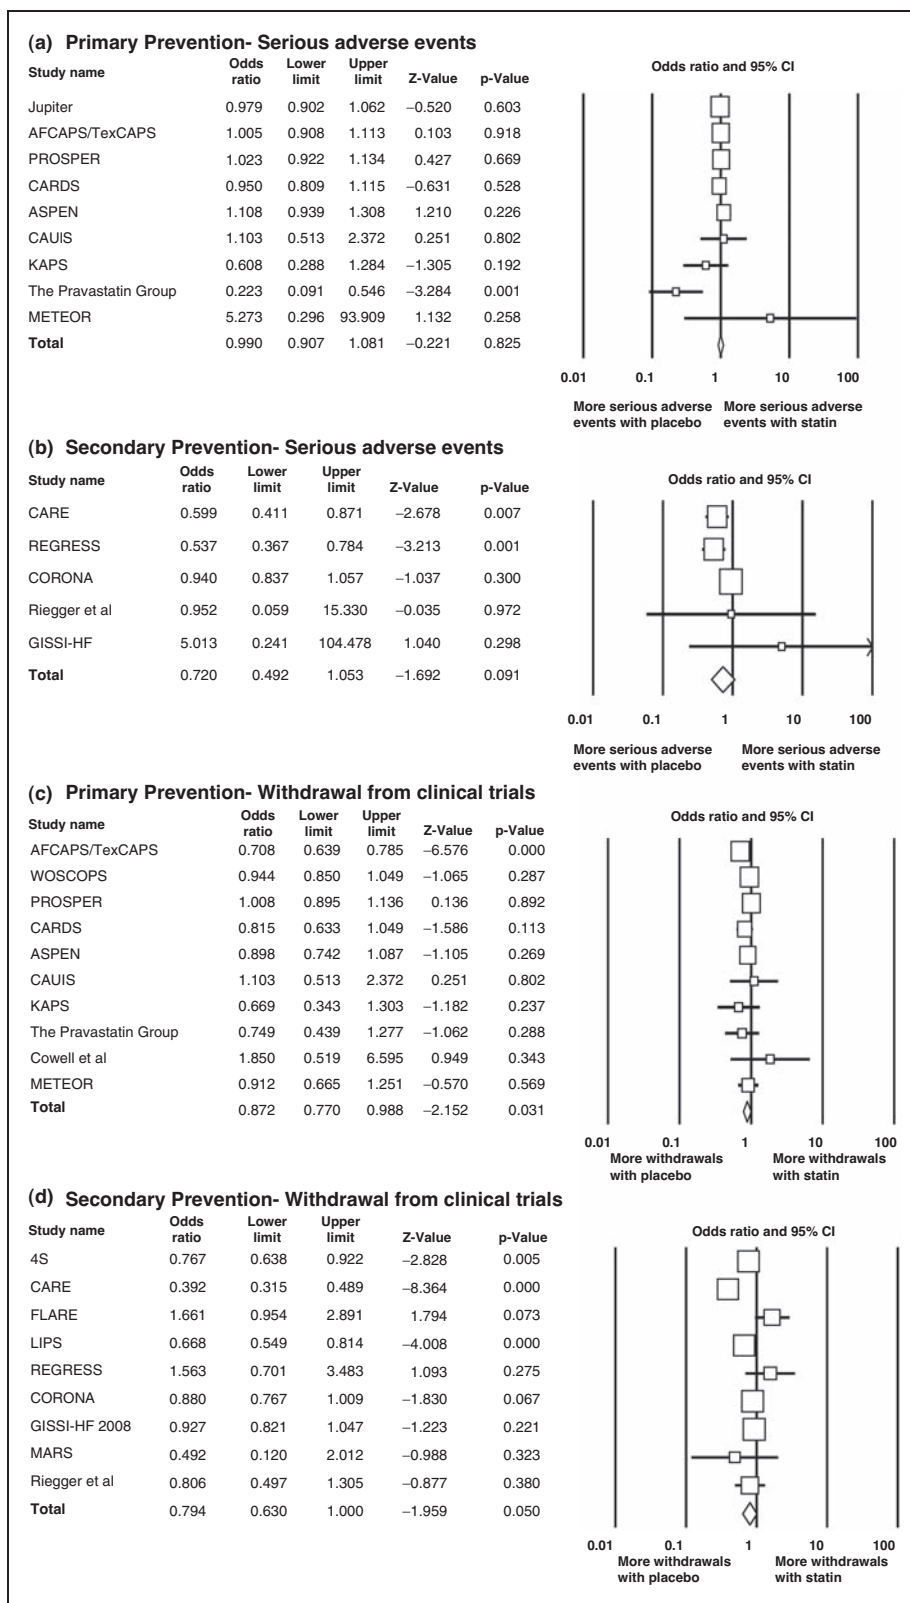 (a) Primary Prevention- Serious adverse events
Study name Odds ratio Lower limit Upper limit Z-Value p-Value
Odds ratio and 95% CI
Jupiter 0.979 0.902 1.062 −0.520 0.603
AFCAPS/TexCAPS 1.005 0.908 1.113 0.103 0.918
PROSPER 1.023 0.922 1.134 0.427 0.669
CARDS 0.950 0.809 1.115 −0.631 0.528
ASPEN 1.108 0.939 1.308 1.210 0.226
CAUIS 1.103 0.513 2.372 0.251 0.802
KAPS 0.608 0.288 1.284 −1.305 0.192
The Pravastatin Group 0.223 0.091 0.546 −3.284 0.001
METEOR 5.273 0.296 93.909 1.132 0.258
Total 0.990 0.907 1.081 −0.221 0.825
0.01 0.1 1 10 100
More serious adverse More serious adverse
events with placebo events with statin
(b) Secondary Prevention- Serious adverse events
Study name Odds ratio Lower limit Upper limit Z-Value p-Value
Odds ratio and 95% CI
CARE 0.599 0.411 0.871 −2.678 0.007
REGRESS 0.537 0.367 0.784 −3.213 0.001
CORONA 0.940 0.837 1.057 −1.037 0.300
Riegger et al 0.952 0.059 15.330 −0.035 0.972
GISSI-HF 5.013 0.241 104.478 1.040 0.298
Total 0.720 0.492 1.053 −1.692 0.091
0.01 0.1 1 10 100
More serious adverse More serious adverse
events with placebo events with statin
(c) Primary Prevention- Withdrawal from clinical trials
Study name Odds ratio Lower limit Upper limit Z-Value p-Value
Odds ratio and 95% CI
AFCAPS/TexCAPS 0.708 0.639 0.785 −6.576 0.000
WOSCOPS 0.944 0.850 1.049 −1.065 0.287
PROSPER 1.008 0.895 1.136 0.136 0.892
CARDS 0.815 0.633 1.049 −1.586 0.113
ASPEN 0.898 0.742 1.087 −1.105 0.269
CAUIS 1.103 0.513 2.372 0.251 0.802
KAPS 0.669 0.343 1.303 −1.182 0.237
The Pravastatin Group 0.749 0.439 1.277 −1.062 0.288
Cowell et al 1.850 0.519 6.595 0.949 0.343
METEOR 0.912 0.665 1.251 −0.570 0.569
Total 0.872 0.770 0.988 −2.152 0.031
0.01 0.1 1 10 100
More withdrawals More withdrawals
with placebo with statin
(d) Secondary Prevention- Withdrawal from clinical trials
Study name Odds ratio Lower limit Upper limit Z-Value p-Value
Odds ratio and 95% CI
4S 0.767 0.638 0.922 −2.828 0.005
CARE 0.392 0.315 0.489 −8.364 0.000
FLARE 1.661 0.954 2.891 1.794 0.073
LIPS 0.668 0.549 0.814 −4.008 0.000
REGRESS 1.563 0.701 3.483 1.093 0.275
CORONA 0.880 0.767 1.009 −1.830 0.067
GISSI-HF 2008 0.927 0.821 1.047 −1.223 0.221
MARS 0.492 0.120 2.012 −0.988 0.323
Riegger et al 0.806 0.497 1.305 −0.877 0.380
Total 0.794 0.630 1.000 −1.959 0.050
0.01 0.1 1 10 100
More withdrawals More withdrawals
with placebo with statin